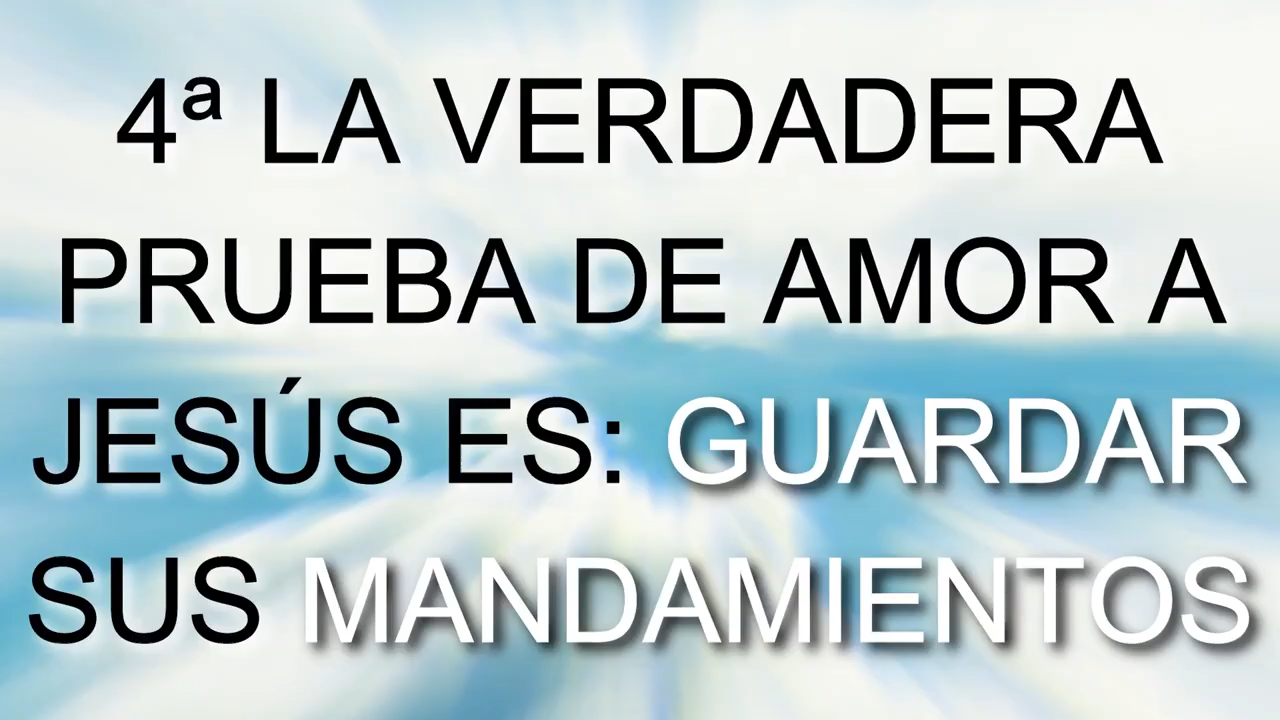 4ª LA VERDADERA
PRUEBA DE AMOR A
JESÚS ES: GUARDAR
SUS MANDAMIENTOS